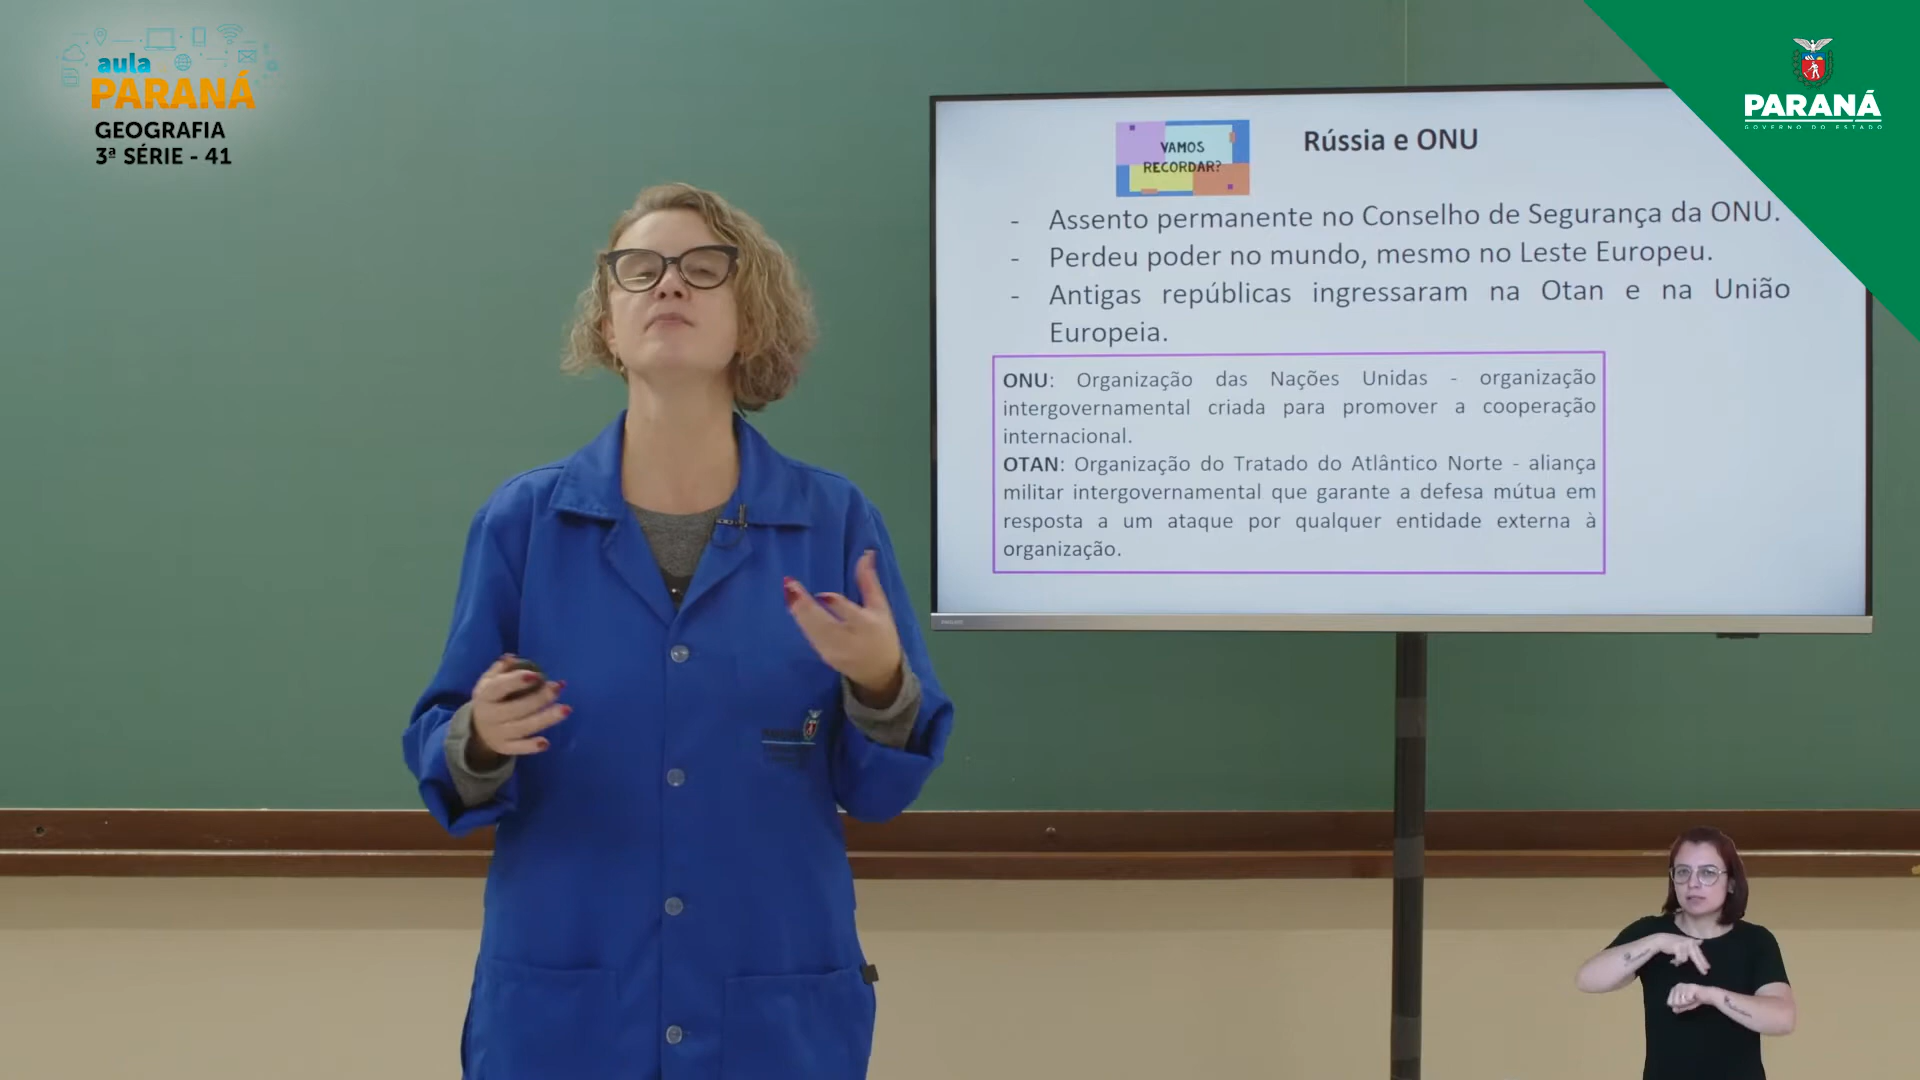 aula
PARANÁ
GEOGRAFIA
3ª SÉRIE - 41
PARANÁ
GOVERNO DO ESTADO
VAMOS
RECORDAR?
Rússia e ONU
- Assento permanente no Conselho de Segurança da ONU.
- Perdeu poder no mundo, mesmo no Leste Europeu.
- Antigas repúblicas ingressaram na Otan e na União
Europeia.
ONU: Organização das Nações Unidas - organização
intergovernamental criada para promover a cooperação
internacional.
OTAN: Organização do Tratado do Atlântico Norte - aliança
militar intergovernamental que garante a defesa mútua em
resposta a um ataque por qualquer entidade externa à
organização.